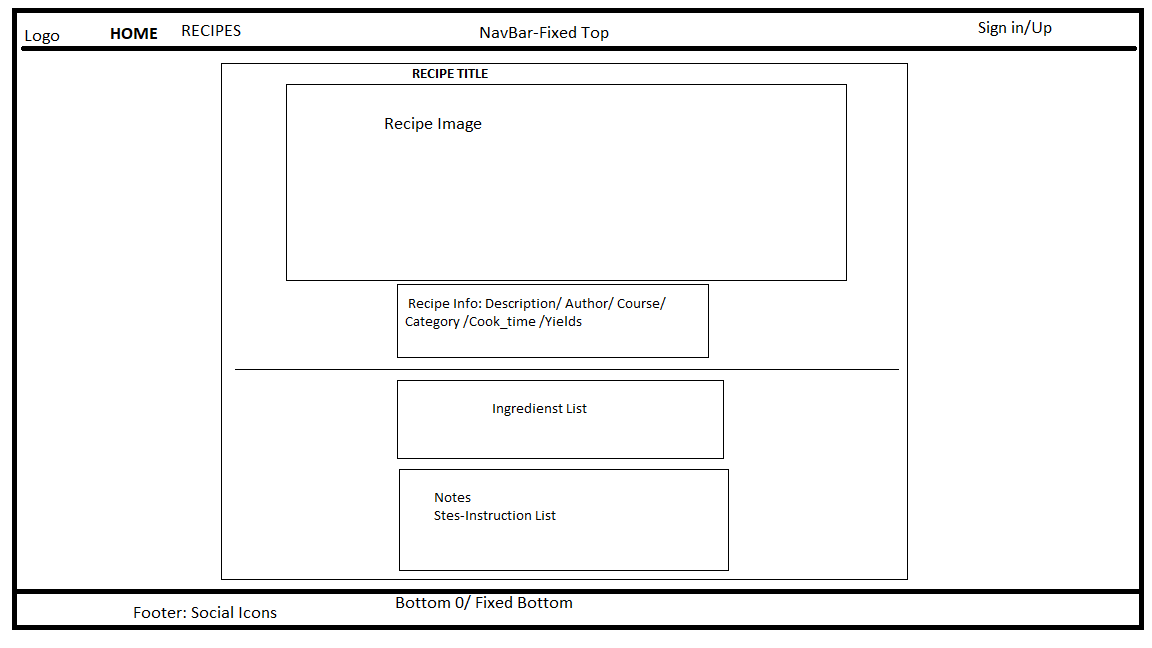 Logo
HOME
RECIPES
NavBar-Fixed Top
Sign in/Up
RECIPE TITLE
Recipe Image
Recipe Info: Description/ Author/ Course/
Category /Cook_time /Yields
Ingredienst List
Notes
Stes-Instruction List
Bottom 0/ Fixed Bottom
Footer: Social Icons